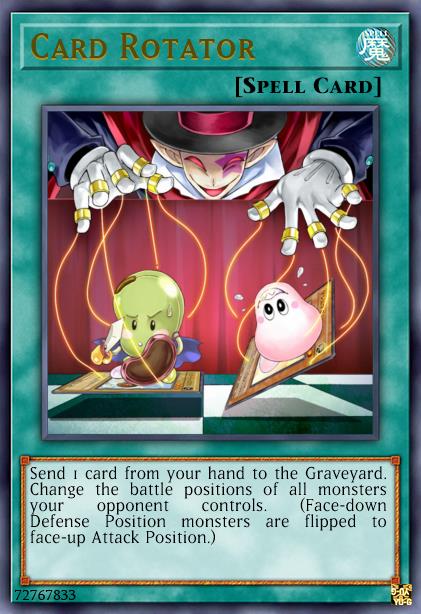 Card Rotator
SPELL
魔
[Spell Card]
Send 1 card from your hand to the Graveyard.
Change the battle positions of all monsters
your opponent controls. (Face-down
Defense Position monsters are flipped to
face-up Attack Position.)
72767833